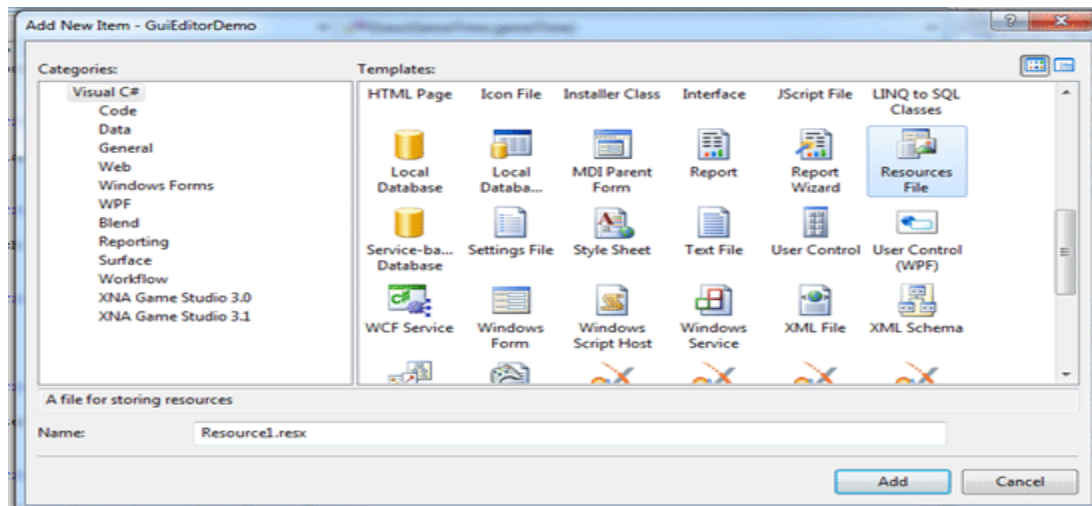 Add New Item - GuiEditorDemo
Categories:
Templates:
Visual C#
Code
Data
General
Web
Windows Forms
WPF
Blend
Reporting
Surface
Workflow
XNA Game Studio 3.0
XNA Game Studio 3.1
HTML Page
Icon File
Installer Class
Interface
JScript File
LINQ to SQL
Classes
Local
Database
Local
Databa...
MDI Parent
Form
Report
Report
Wizard
Resources
File
Service-ba...
Database
Settings File
Style Sheet
Text File
User Control
User Control
(WPF)
WCF Service
Windows
Form
Windows
Script Host
Windows
Service
XML File
XML Schema
A file for storing resources
Name:
Resource1.resx
Add
Cancel